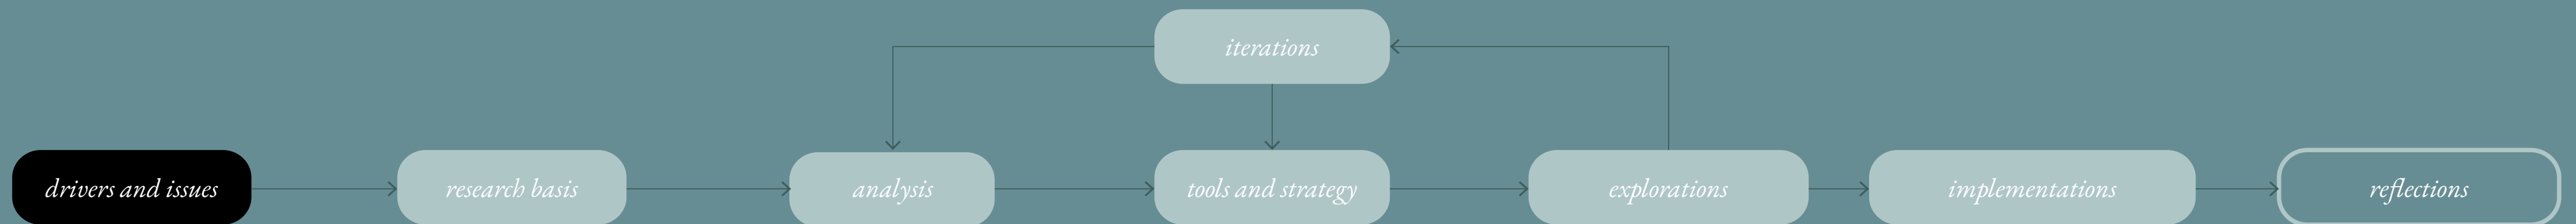 iterations
drivers and issues
research basis
analysis
tools and strategy
explorations
implementations
reflections